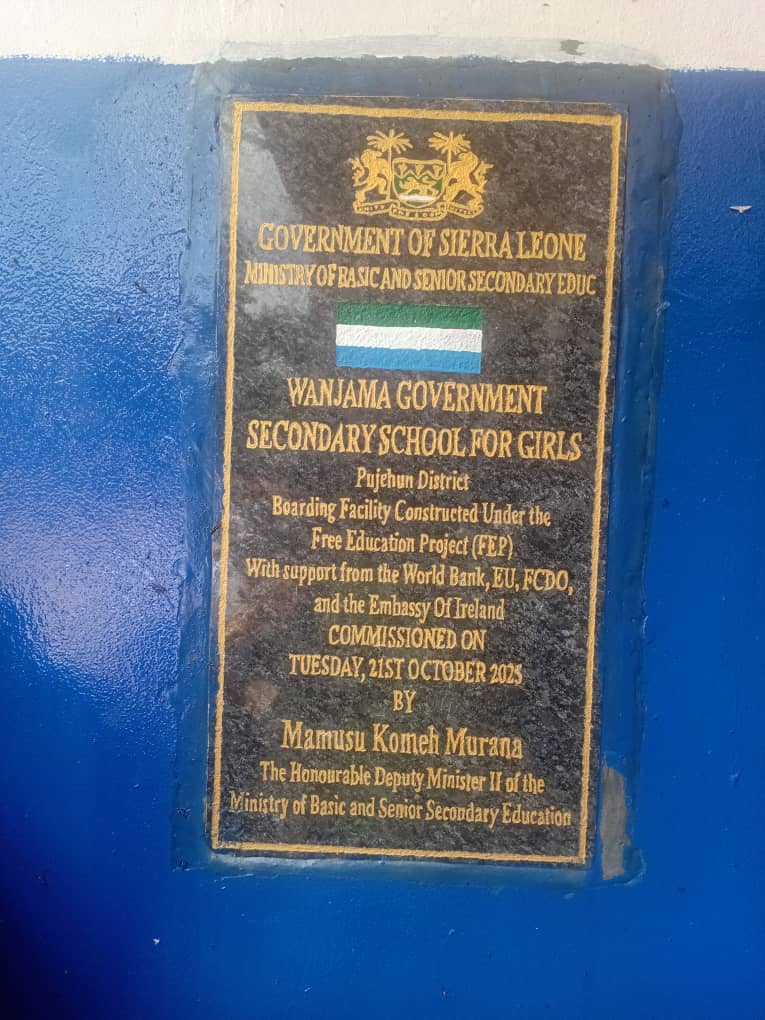 UNITY FREEDOM JUSTICE
GOVERNMENT OF SIERRA LEONE
MINISTRY OF BASIC AND SENIOR SECONDARY EDUC
WANJAMA GOVERNMENT
SECONDARY SCHOOL FOR GIRLS
Pujehun District
Boarding Facility Constructed Under the
Free Education Project (FEP)
With support from the World Bank, EU, FCDO,
and the Embassy Of Ireland
COMMISSIONED ON
TUESDAY, 21ST OCTOBER 2025
BY
Mamusu Komeh Murana
The Honourable Deputy Minister II of the
Ministry of Basic and Senior Secondary Education